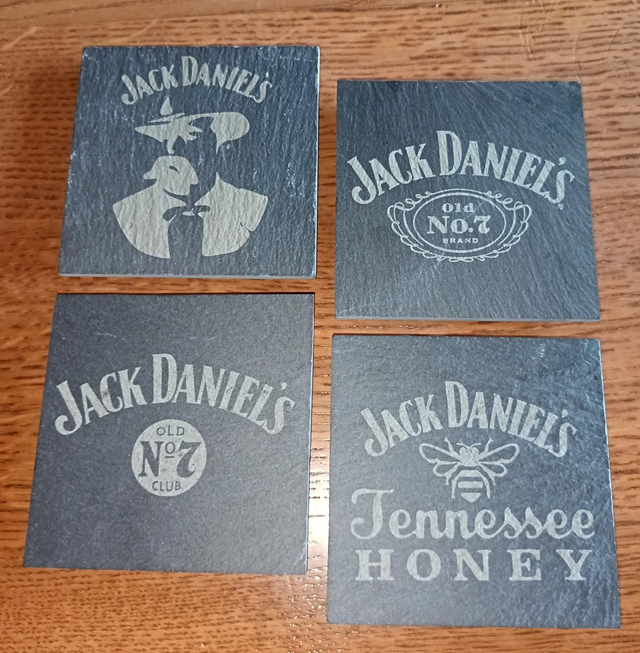 JACK DANIEL'S
JACK DANIEL'S
Old
No.7
BRAND
JACK DANIEL'S
OLD
Nº7
CLUB
JACK DANIEL'S
Tennessee
HONEY